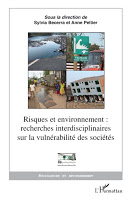 Sous la direction de
Sylvia Becerra et Anne Peltier
Risques et environnement :
recherches interdisciplinaires
sur la vulnérabilité des sociétés
L'Harmattan